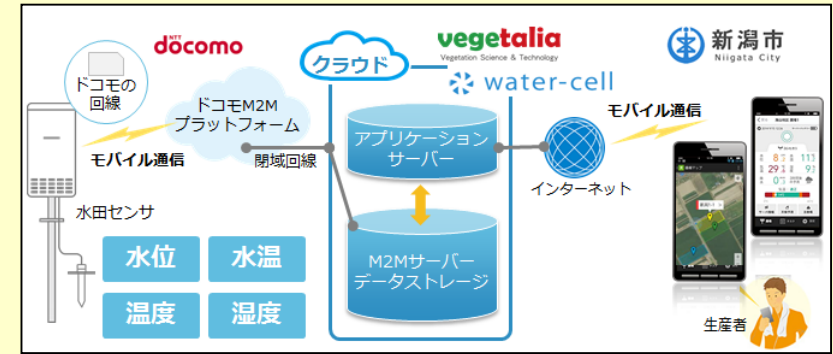 NTT
döcomo
vegetalia
Vegetation Science & Technology
water-cell
新潟市
Niigata City
ドコモの
回線
ドコモM2M
プラットフォーム
クラウド
モバイル通信
閉域回線
アプリケーション
サーバー
モバイル通信
インターネット
水田センサ
水位
水温
温度
湿度
M2Mサーバー
データストレージ
生産者